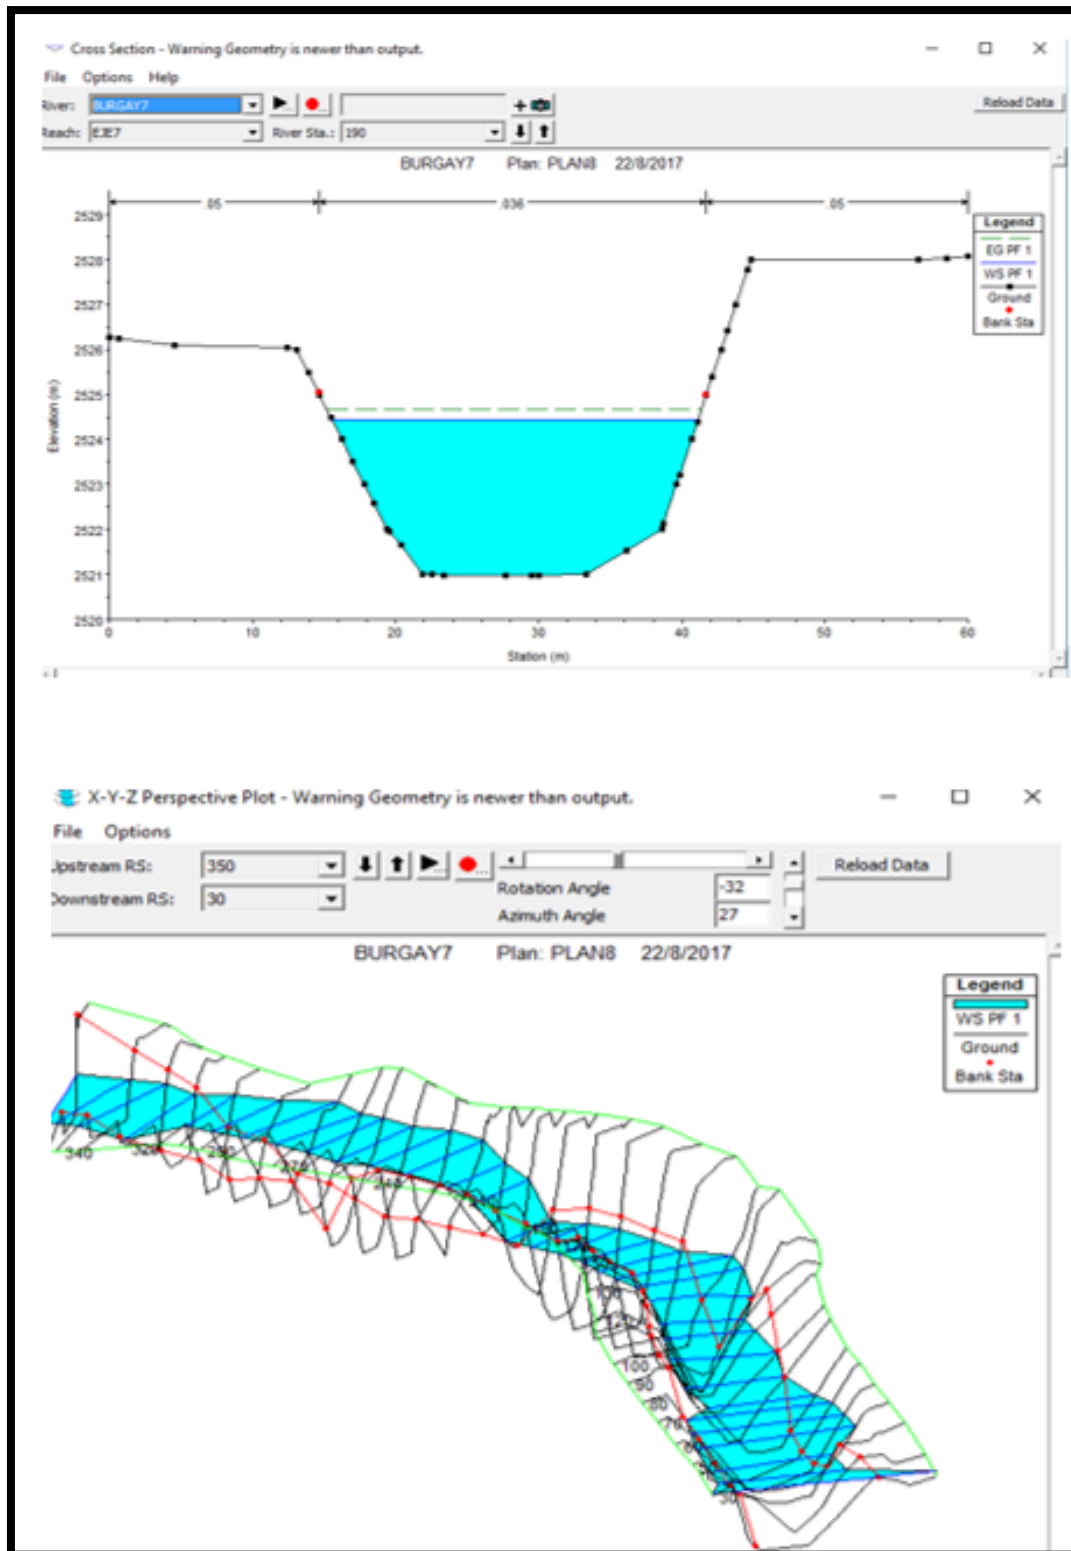 Cross Section - Warning Geometry is newer than output.
File Options Help
River: BURGAY7 Reload Data
Reach: EJE7 River Sta.: 190
BURGAY7 Plan: PLAN8 22/8/2017
.05 .036 .05
Legend
EG PF 1
WS PF 1
Ground
Bank Sta
2529
2528
2527
2526
2525
2524
2523
2522
2521
2520
Elevation (m)
0 10 20 30 40 50 60
Station (m)
X-Y-Z Perspective Plot - Warning Geometry is newer than output.
File Options
Upstream RS: 350 Reload Data
Rotation Angle -32
Downstream RS: 30
Azimuth Angle 27
BURGAY7 Plan: PLAN8 22/8/2017
Legend
WS PF 1
Ground
Bank Sta
340
270
100
90
80